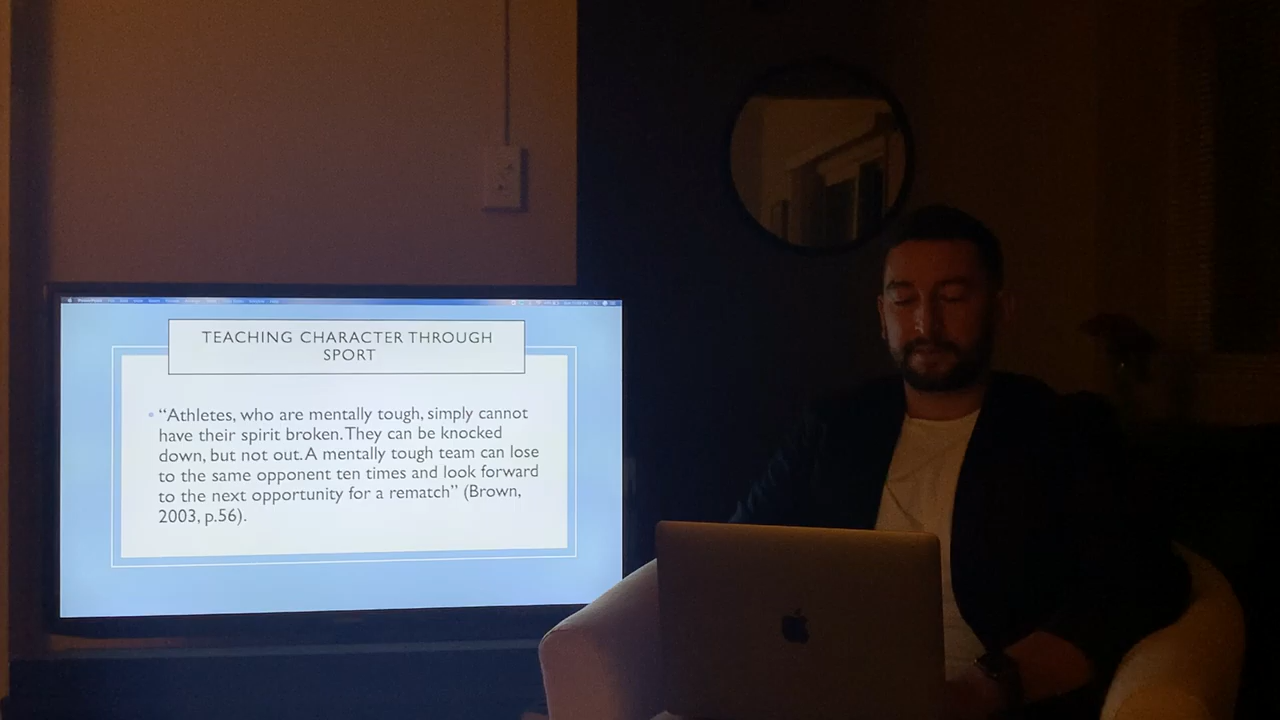 TEACHING CHARACTER THROUGH
SPORT
• “Athletes, who are mentally tough, simply cannot
have their spirit broken. They can be knocked
down, but not out. A mentally tough team can lose
to the same opponent ten times and look forward
to the next opportunity for a rematch” (Brown,
2003, p.56).